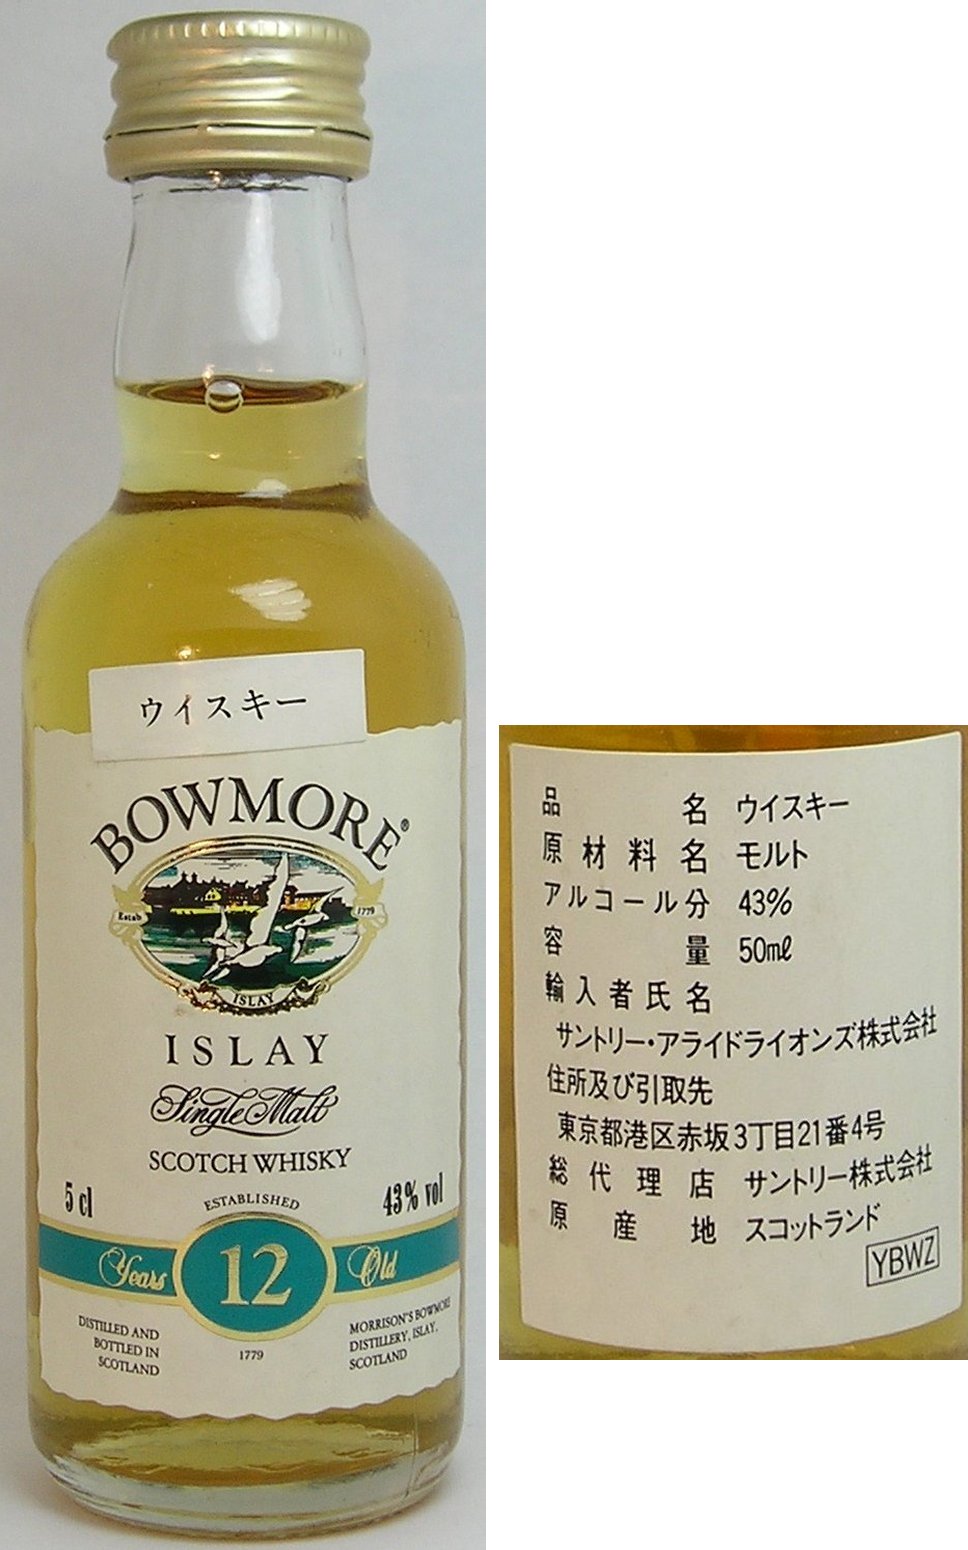 ウイスキー
BOWMORE®
Estab 1779
ISLAY
ISLAY
Single Malt
SCOTCH WHISKY
5 cl
ESTABLISHED
43% vol
Years 12 Old
DISTILLED AND
BOTTLED IN
SCOTLAND
1779
MORRISON'S BOWMORE
DISTILLERY, ISLAY,
SCOTLAND
品名 ウイスキー
原材料名 モルト
アルコール分 43%
容量 50mℓ
輸入者氏名
サントリー・アライドライオンズ株式会社
住所及び引取先
東京都港区赤坂3丁目21番4号
総代理店 サントリー株式会社
原産地 スコットランド
YBWZ